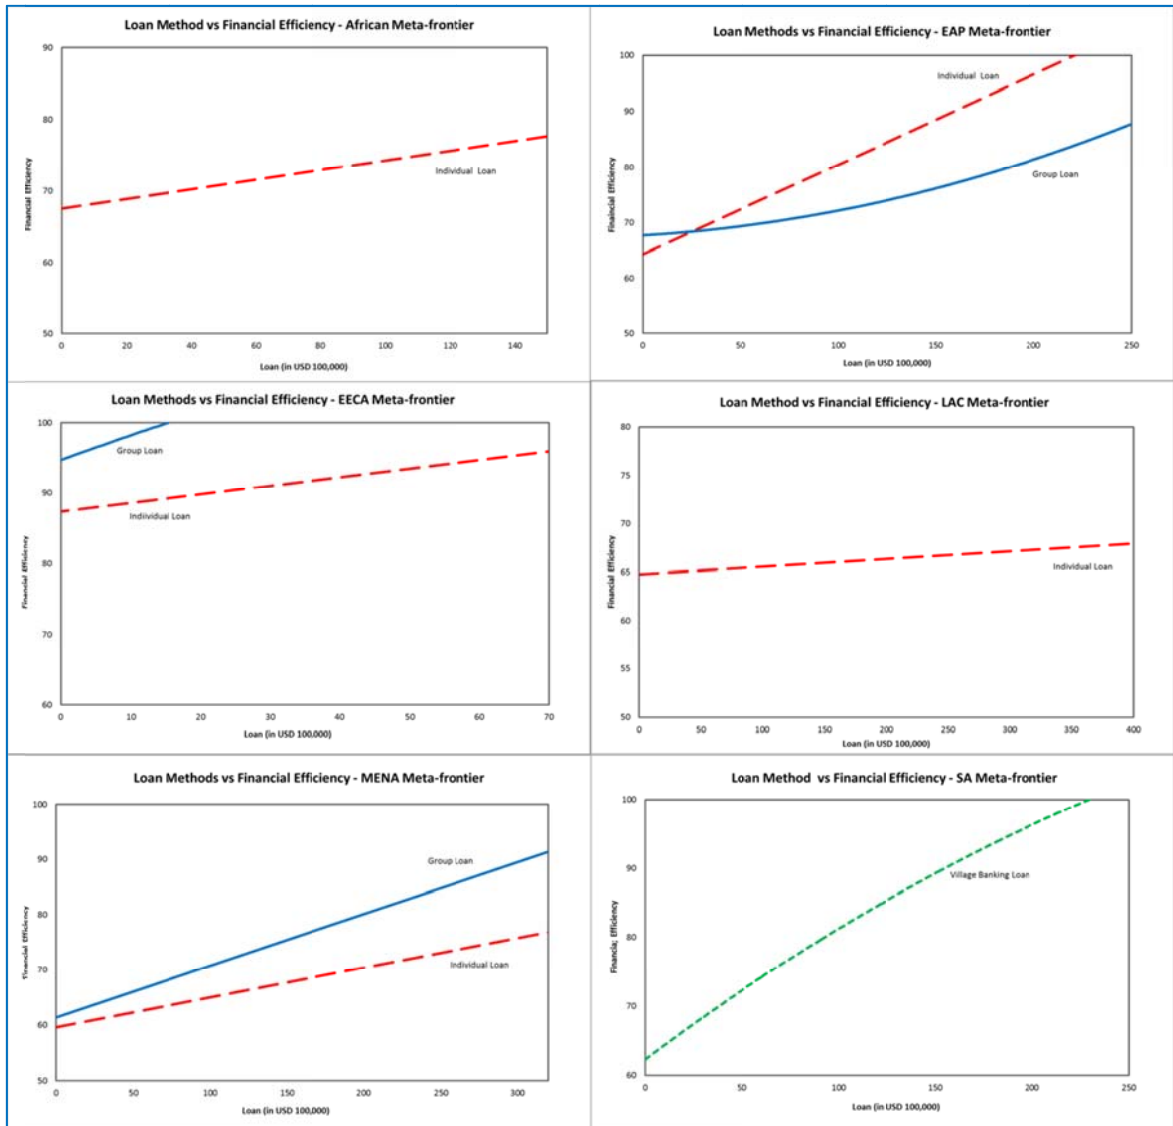 Loan Method vs Financial Efficiency - African Meta-frontier
90
80
70
60
50
Financial Efficiency
Individual Loan
0 20 40 60 80 100 120 140
Loan (in USD 100,000)
Loan Methods vs Financial Efficiency - EAP Meta-frontier
100
90
80
70
60
50
Finaincial Efficiency
Individual Loan
Group Loan
0 50 100 150 200 250
Loan (in USD 100,000)
Loan Methods vs Financial Efficiency - EECA Meta-frontier
100
90
80
70
60
Financial Efficiency
Group Loan
Indiividual Loan
0 10 20 30 40 50 60 70
Loan (in USD 100,000)
Loan Method vs Financial Efficiency - LAC Meta-frontier
80
75
70
65
60
55
50
Financial Efficiency
Individual Loan
0 50 100 150 200 250 300 350 400
Loan (in USD 100,000)
Loan Methods vs Financial Efficiency - MENA Meta-frontier
100
90
80
70
60
50
Financial Efficiency
Group Loan
Individual Loan
0 50 100 150 200 250 300
Loan (in USD 100,000)
Loan Method vs Financial Efficiency - SA Meta-frontier
100
90
80
70
60
Financia; Efficiency
Village Banking Loan
0 50 100 150 200 250
Loan (in USD 100,000)